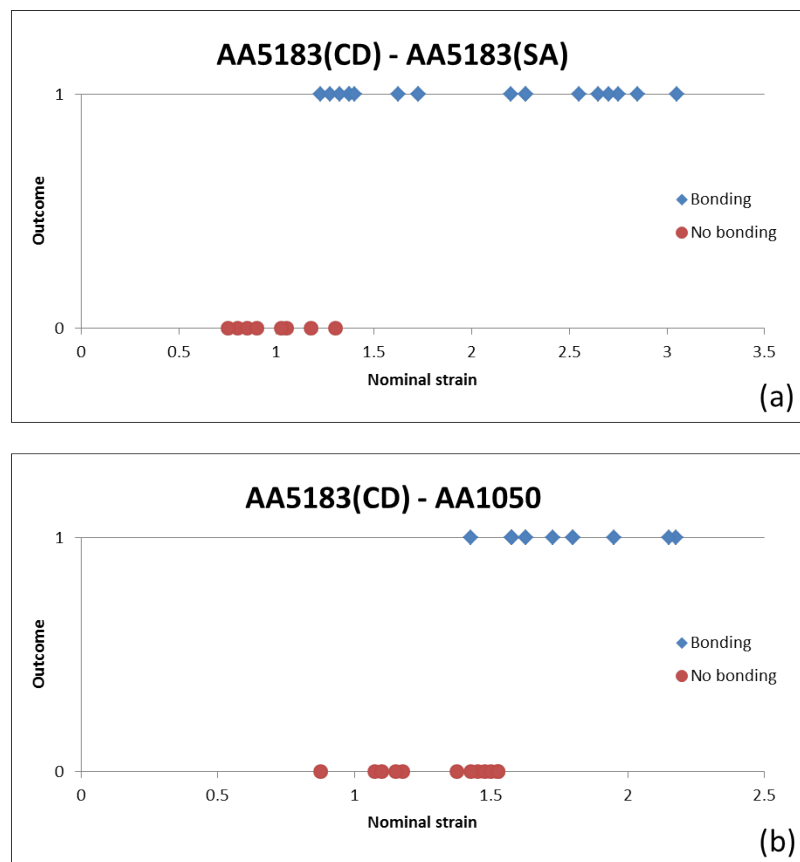 AA5183(CD) - AA5183(SA)
1
Outcome
Bonding
No bonding
0
0 0.5 1 1.5 2 2.5 3 3.5
Nominal strain
(a)
AA5183(CD) - AA1050
1
Outcome
Bonding
No bonding
0
0 0.5 1 1.5 2 2.5
Nominal strain
(b)